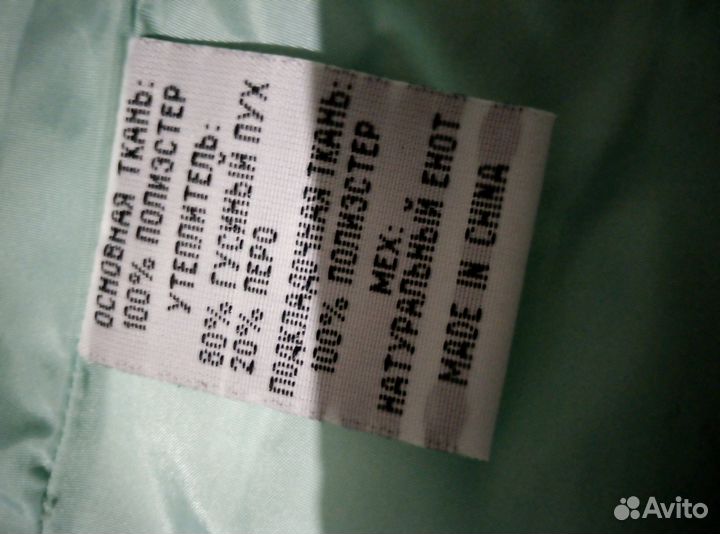 ОСНОВНАЯ ТКАНЬ:
100% ПОЛИЭСТЕР
УТЕПЛИТЕЛЬ:
80% ГУСИНЫЙ ПУХ
20% ПЕРО
ПОДКЛАДОЧНАЯ ТКАНЬ:
100% ПОЛИЭСТЕР
МЕХ:
НАТУРАЛЬНЫЙ ЕНОТ
MADE IN CHINA
Avito